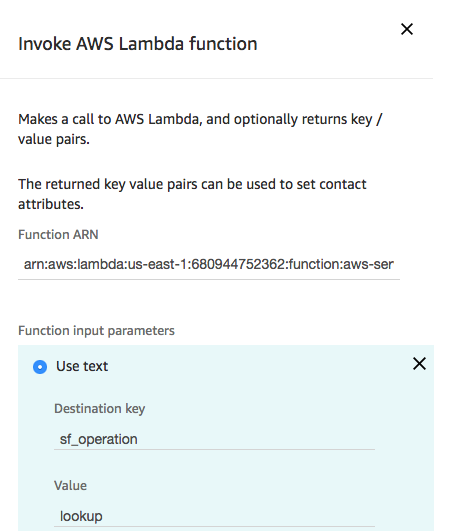 Invoke AWS Lambda function
Makes a call to AWS Lambda, and optionally returns key /
value pairs.
The returned key value pairs can be used to set contact
attributes.
Function ARN
arn:aws:lambda:us-east-1:680944752362:function:aws-ser
Function input parameters
Use text
Destination key
sf_operation
Value
lookup